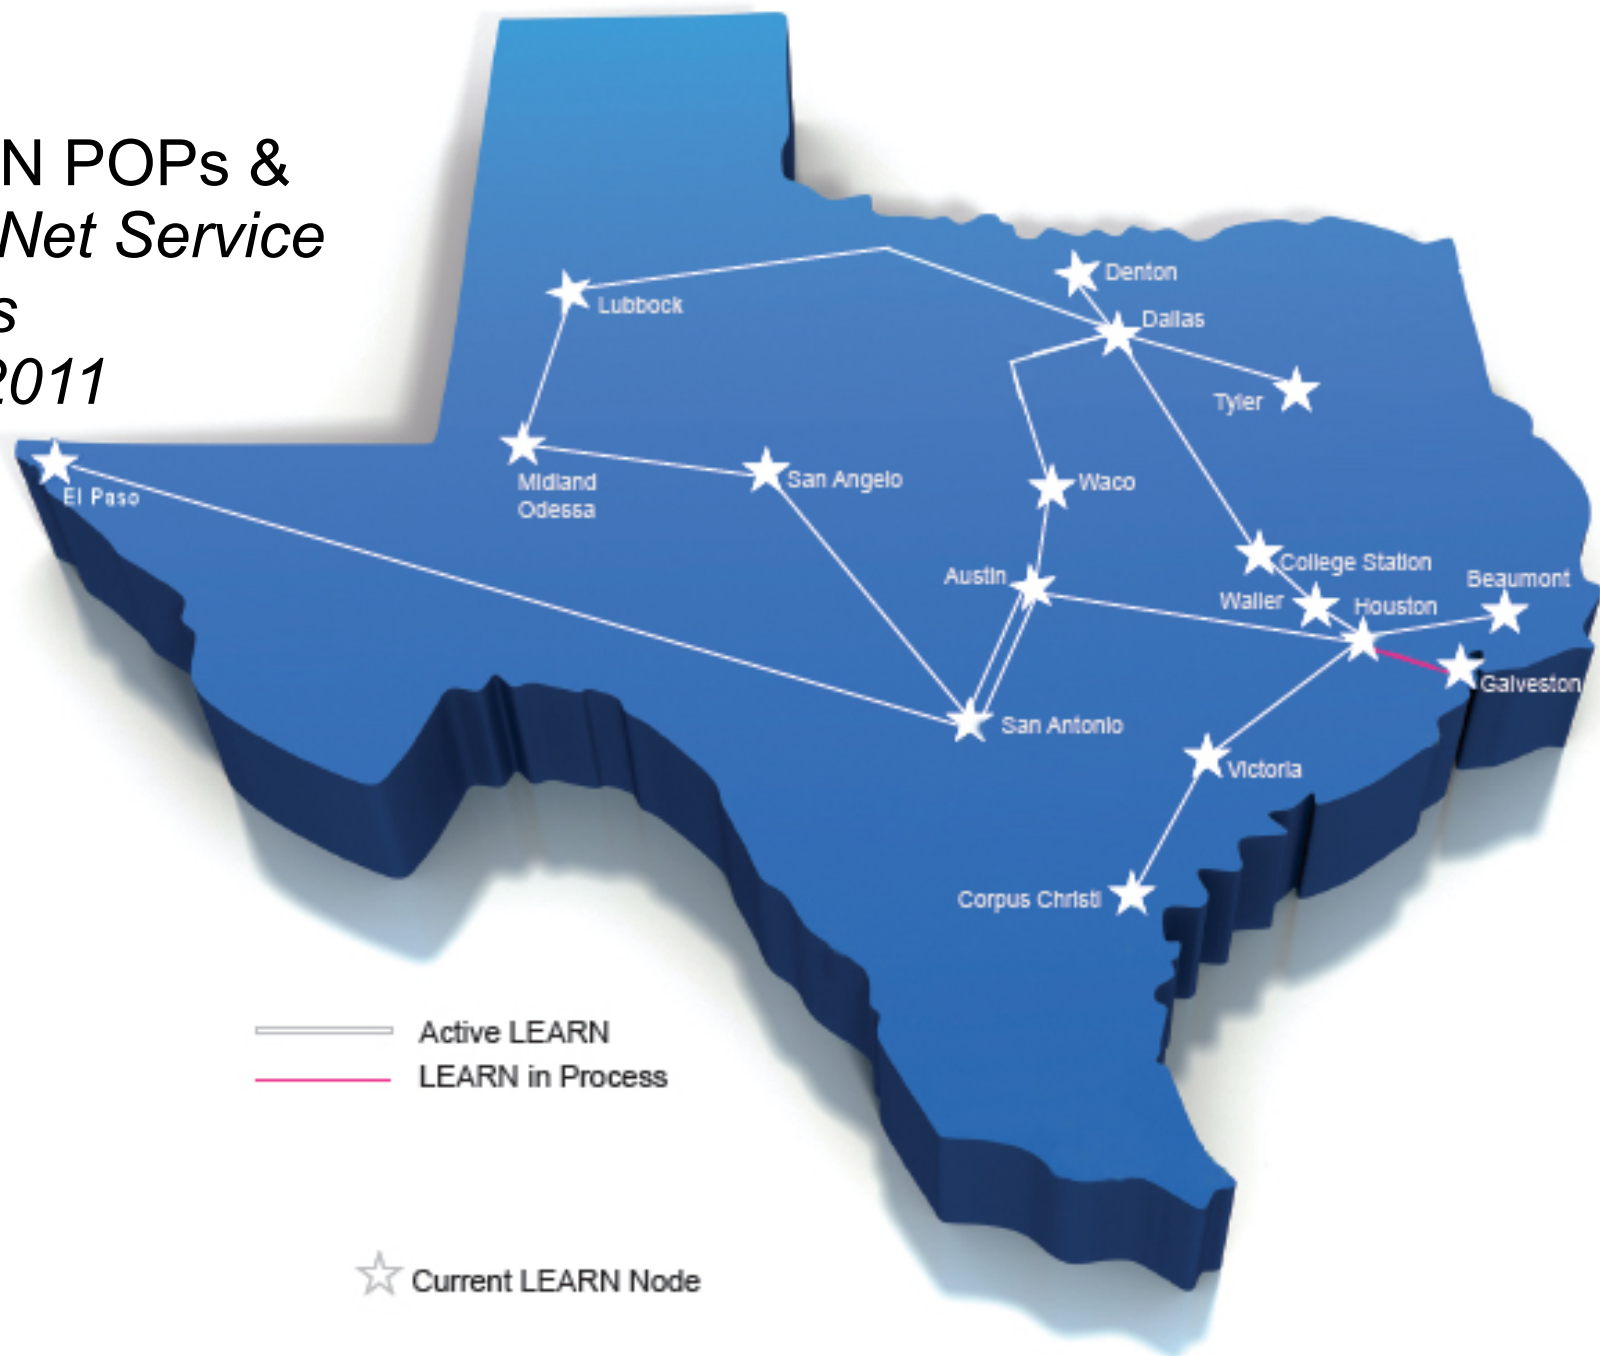 N POPs &
Net Service
s
2011
Denton
Dallas
Lubbock
Tyler
El Paso
Midland
Odessa
San Angelo
Waco
Austin
College Station
Beaumont
Waller
Houston
Galveston
San Antonio
Victoria
Corpus Christi
Active LEARN
LEARN in Process
Current LEARN Node